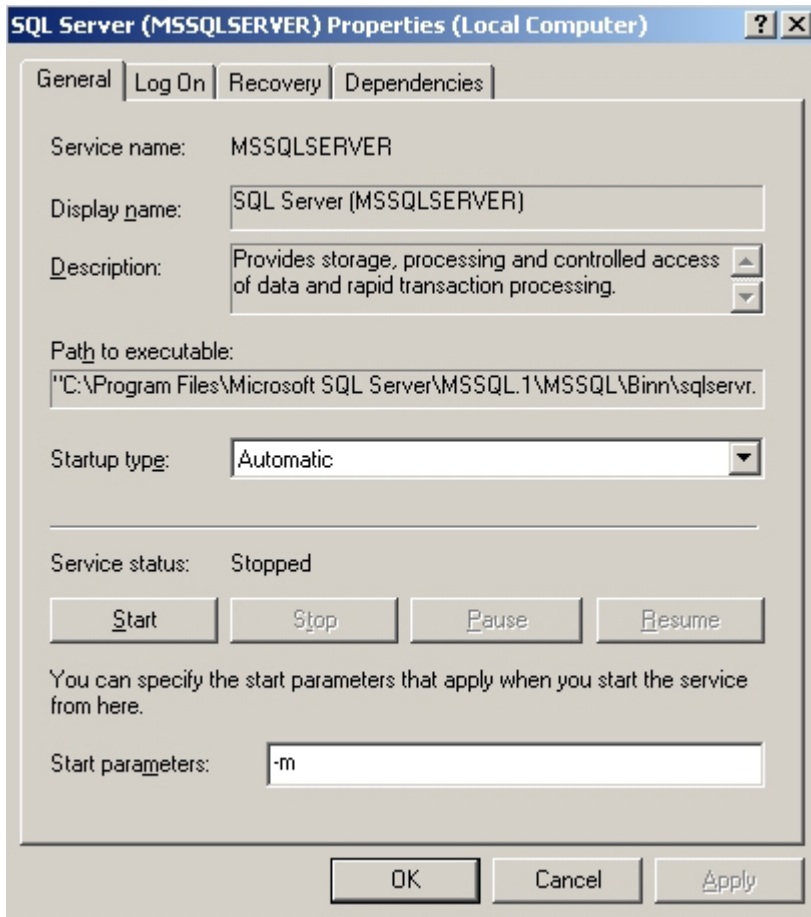 SQL Server (MSSQLSERVER) Properties (Local Computer)
General Log On Recovery Dependencies
Service name: MSSQLSERVER
Display name: SQL Server (MSSQLSERVER)
Description: Provides storage, processing and controlled access
of data and rapid transaction processing.
Path to executable:
"C:\Program Files\Microsoft SQL Server\MSSQL.1\MSSQL\Binn\sqlservr.
Startup type: Automatic
Service status: Stopped
Start Stop Pause Resume
You can specify the start parameters that apply when you start the service
from here.
Start parameters: -m
OK Cancel Apply